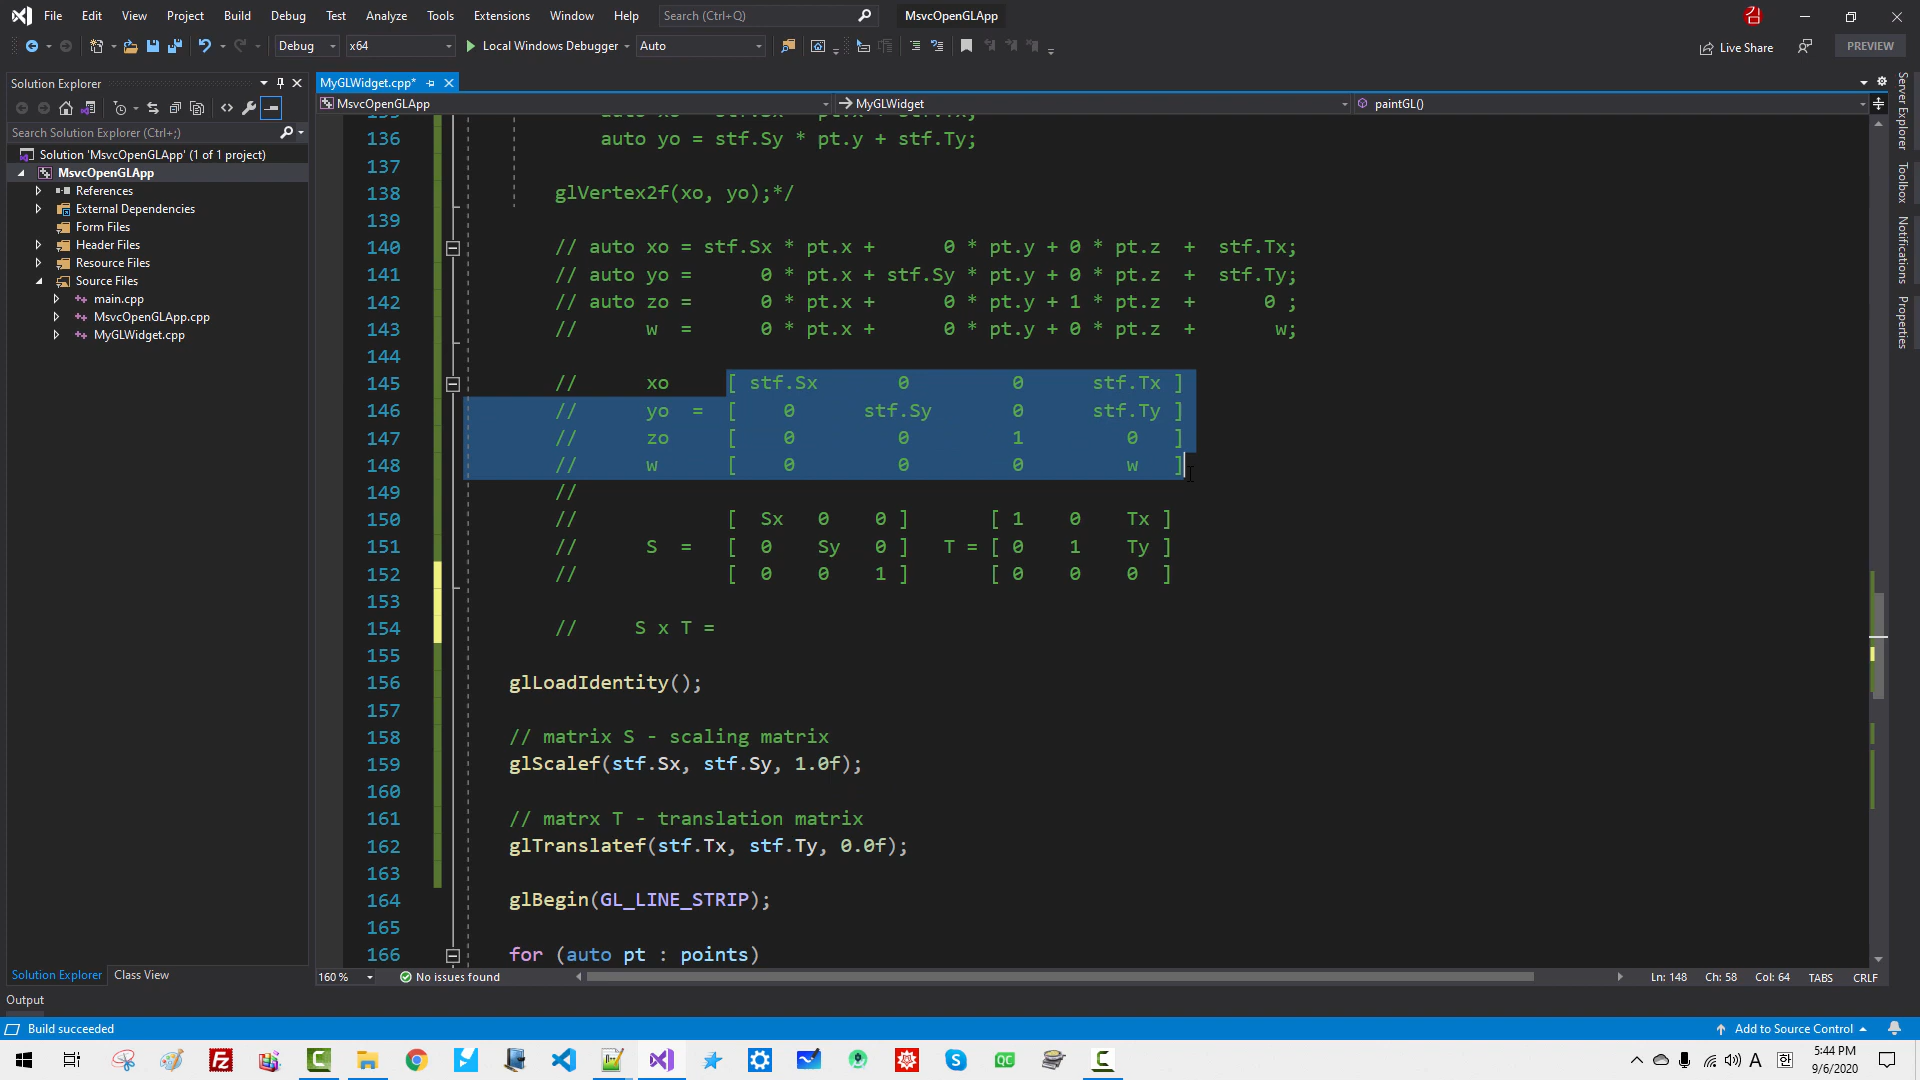 File Edit View Project Build Debug Test Analyze Tools Extensions Window Help Search (Ctrl+Q) MsvcOpenGLApp 김
Debug x64 Local Windows Debugger Auto Live Share PREVIEW
Solution Explorer
Search Solution Explorer (Ctrl+;)
Solution 'MsvcOpenGLApp' (1 of 1 project)
MsvcOpenGLApp
References
External Dependencies
Form Files
Header Files
Resource Files
Source Files
main.cpp
MsvcOpenGLApp.cpp
MyGLWidget.cpp
Solution Explorer Class View
MyGLWidget.cpp*
MsvcOpenGLApp MyGLWidget paintGL()
136 auto yo = stf.Sy * pt.y + stf.Ty;
137
138 glVertex2f(xo, yo);*/
139
140 // auto xo = stf.Sx * pt.x + 0 * pt.y + 0 * pt.z + stf.Tx;
141 // auto yo = 0 * pt.x + stf.Sy * pt.y + 0 * pt.z + stf.Ty;
142 // auto zo = 0 * pt.x + 0 * pt.y + 1 * pt.z + 0 ;
143 // w = 0 * pt.x + 0 * pt.y + 0 * pt.z + w;
144
145 // xo [ stf.Sx 0 0 stf.Tx ]
146 // yo = [ 0 stf.Sy 0 stf.Ty ]
147 // zo [ 0 0 1 0 ]
148 // w [ 0 0 0 w ]
149 //
150 // [ Sx 0 0 ] [ 1 0 Tx ]
151 // S = [ 0 Sy 0 ] T = [ 0 1 Ty ]
152 // [ 0 0 1 ] [ 0 0 0 ]
153
154 // S x T =
155
156 glLoadIdentity();
157
158 // matrix S - scaling matrix
159 glScalef(stf.Sx, stf.Sy, 1.0f);
160
161 // matrx T - translation matrix
162 glTranslatef(stf.Tx, stf.Ty, 0.0f);
163
164 glBegin(GL_LINE_STRIP);
165
166 for (auto pt : points)
160 % No issues found Ln: 148 Ch: 58 Col: 64 TABS CRLF
Server Explorer
Toolbox
Notifications
Properties
Output
Build succeeded Add to Source Control
A 한 5:44 PM
9/6/2020